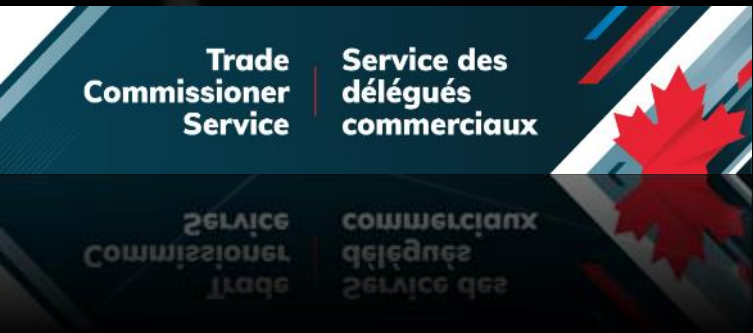 Trade
Commissioner
Service
Service des
délégués
commerciaux